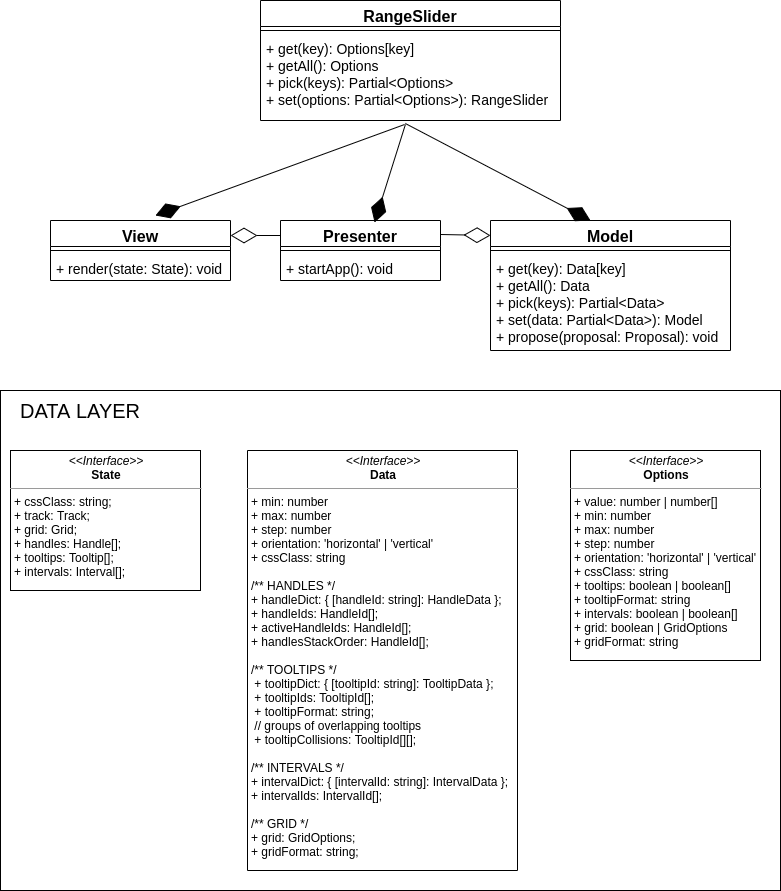 RangeSlider
+ get(key): Options[key]
+ getAll(): Options
+ pick(keys): Partial<Options>
+ set(options: Partial<Options>): RangeSlider
View
+ render(state: State): void
Presenter
+ startApp(): void
Model
+ get(key): Data[key]
+ getAll(): Data
+ pick(keys): Partial<Data>
+ set(data: Partial<Data>): Model
+ propose(proposal: Proposal): void
DATA LAYER
<<Interface>>
State
+ cssClass: string;
+ track: Track;
+ grid: Grid;
+ handles: Handle[];
+ tooltips: Tooltip[];
+ intervals: Interval[];
<<Interface>>
Data
+ min: number
+ max: number
+ step: number
+ orientation: 'horizontal' | 'vertical'
+ cssClass: string
/** HANDLES */
+ handleDict: { [handleId: string]: HandleData };
+ handleIds: HandleId[];
+ activeHandleIds: HandleId[];
+ handlesStackOrder: HandleId[];
/** TOOLTIPS */
+ tooltipDict: { [tooltipId: string]: TooltipData };
+ tooltipIds: TooltipId[];
+ tooltipFormat: string;
// groups of overlapping tooltips
+ tooltipCollisions: TooltipId[][];
/** INTERVALS */
+ intervalDict: { [intervalId: string]: IntervalData };
+ intervalIds: IntervalId[];
/** GRID */
+ grid: GridOptions;
+ gridFormat: string;
<<Interface>>
Options
+ value: number | number[]
+ min: number
+ max: number
+ step: number
+ orientation: 'horizontal' | 'vertical'
+ cssClass: string
+ tooltips: boolean | boolean[]
+ tooltipFormat: string
+ intervals: boolean | boolean[]
+ grid: boolean | GridOptions
+ gridFormat: string